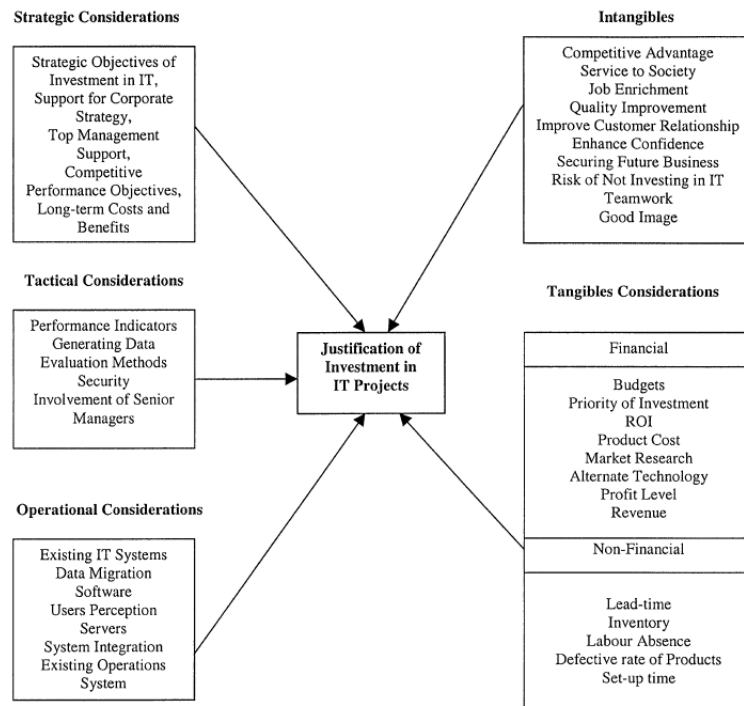 Strategic Considerations
Strategic Objectives of
Investment in IT,
Support for Corporate
Strategy,
Top Management
Support,
Competitive
Performance Objectives,
Long-term Costs and
Benefits
Tactical Considerations
Performance Indicators
Generating Data
Evaluation Methods
Security
Involvement of Senior
Managers
Operational Considerations
Existing IT Systems
Data Migration
Software
Users Perception
Servers
System Integration
Existing Operations
System
Justification of
Investment in
IT Projects
Intangibles
Competitive Advantage
Service to Society
Job Enrichment
Quality Improvement
Improve Customer Relationship
Enhance Confidence
Securing Future Business
Risk of Not Investing in IT
Teamwork
Good Image
Tangibles Considerations
Financial
Budgets
Priority of Investment
ROI
Product Cost
Market Research
Alternate Technology
Profit Level
Revenue
Non-Financial
Lead-time
Inventory
Labour Absence
Defective rate of Products
Set-up time